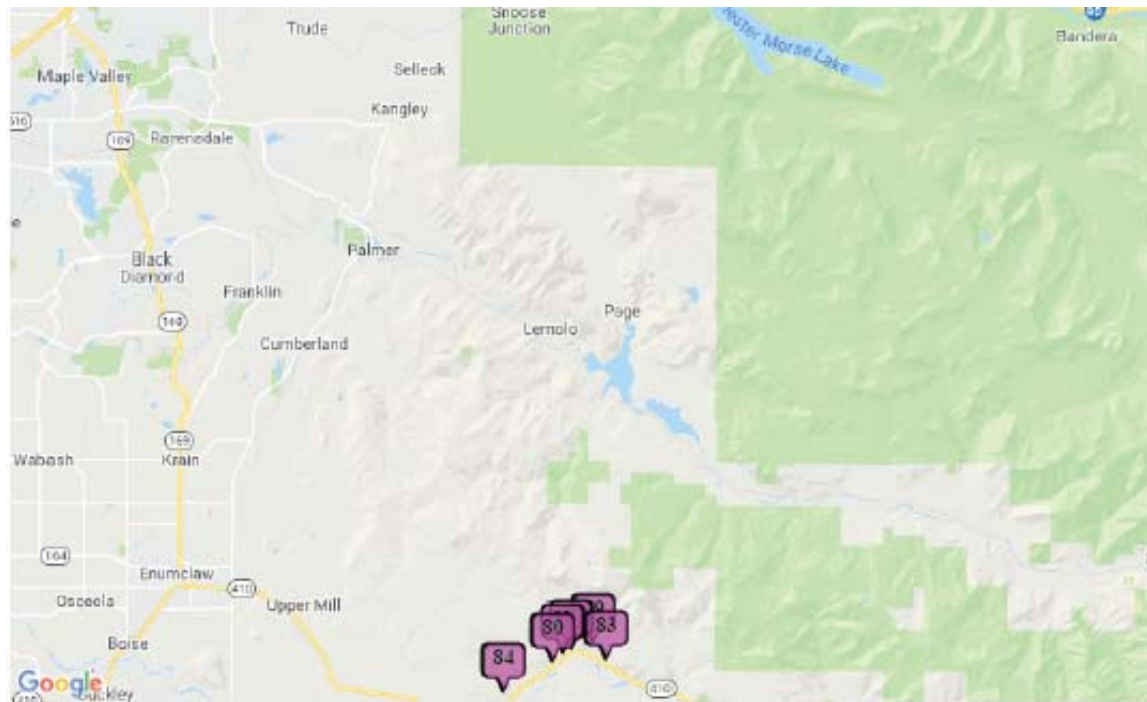 Snoose
Junction
Trude
Bandera
Selleck
Maple Valley
Kangley
169
Ravensdale
Palmer
Black
Diamond
Franklin
169
Page
Lemolo
Cumberland
169
Wabash
Krain
164
Enumclaw
410
Osceola
Upper Mill
80
83
Boise
84
410
Google